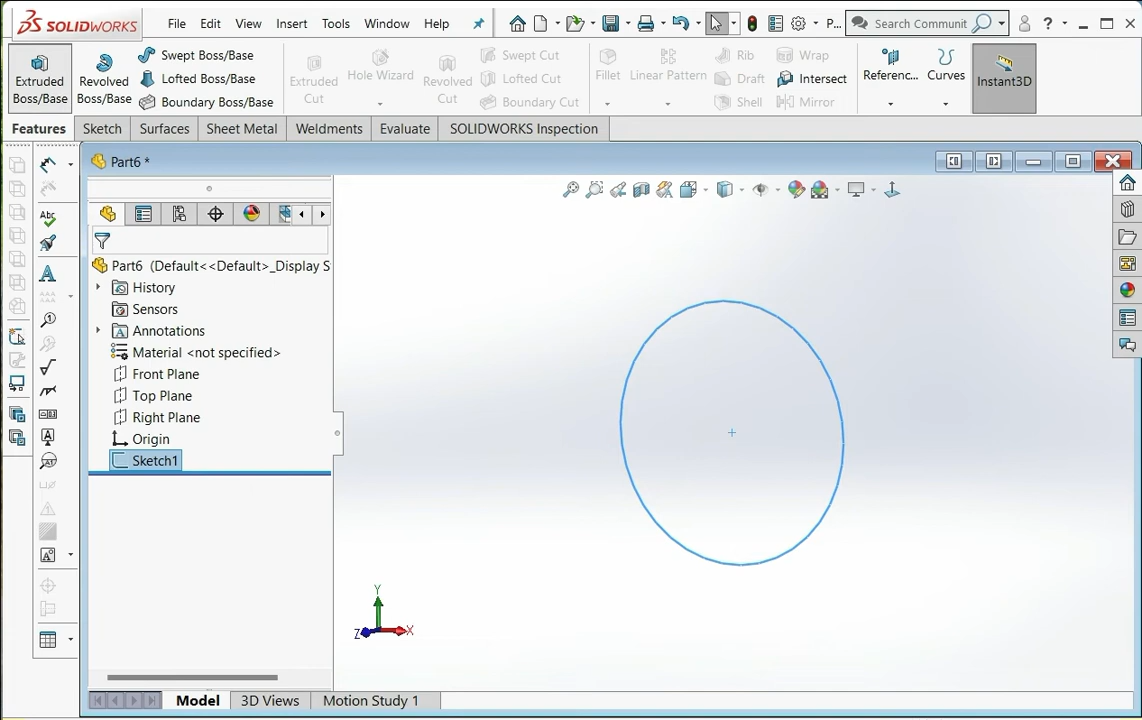 SOLIDWORKS File Edit View Insert Tools Window Help P... Search Communit ?
Extruded Boss/Base
Revolved Boss/Base
Swept Boss/Base
Lofted Boss/Base
Boundary Boss/Base
Extruded Cut
Hole Wizard
Revolved Cut
Swept Cut
Lofted Cut
Boundary Cut
Fillet
Linear Pattern
Rib
Draft
Shell
Wrap
Intersect
Mirror
Referenc...
Curves
Instant3D
Features Sketch Surfaces Sheet Metal Weldments Evaluate SOLIDWORKS Inspection
Part6 *
Part6 (Default<<Default>_Display S
History
Sensors
Annotations
Material <not specified>
Front Plane
Top Plane
Right Plane
Origin
Sketch1
Abc
A
Y
Z
X
Model 3D Views Motion Study 1